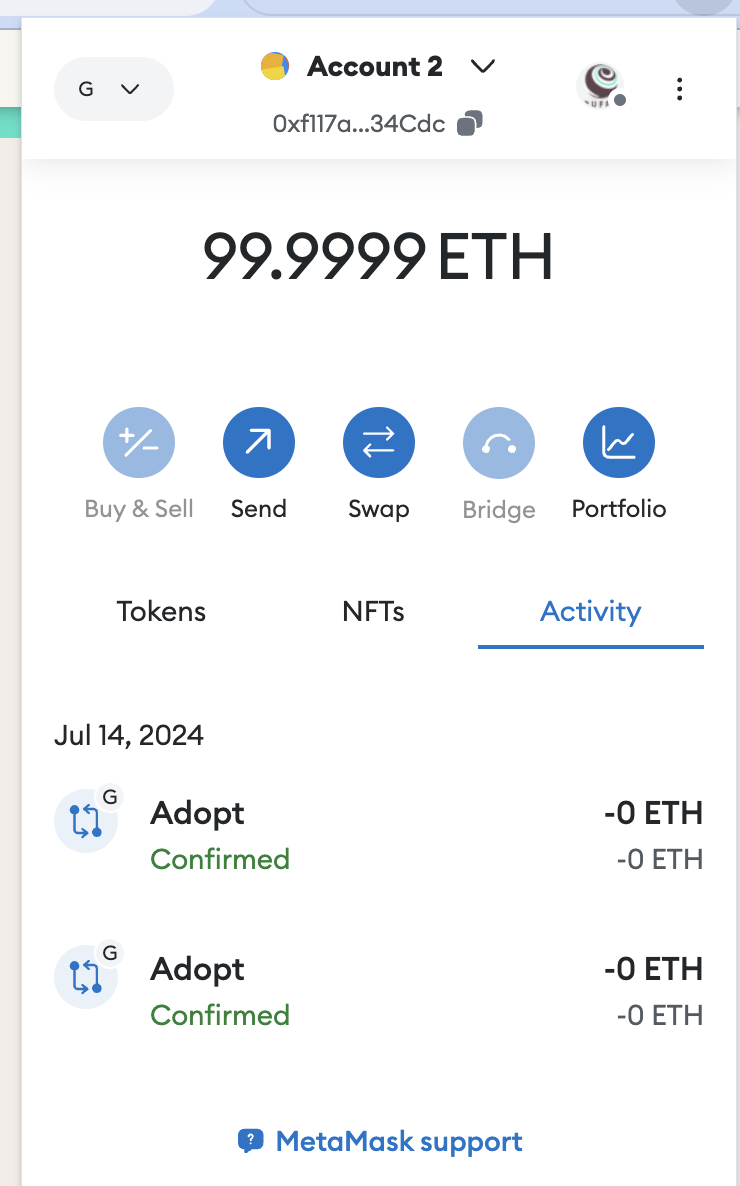 G
Account 2
0xf117a...34Cdc
99.9999 ETH
Buy & Sell
Send
Swap
Bridge
Portfolio
Tokens
NFTs
Activity
Jul 14, 2024
G
Adopt
-0 ETH
Confirmed
-0 ETH
G
Adopt
-0 ETH
Confirmed
-0 ETH
MetaMask support